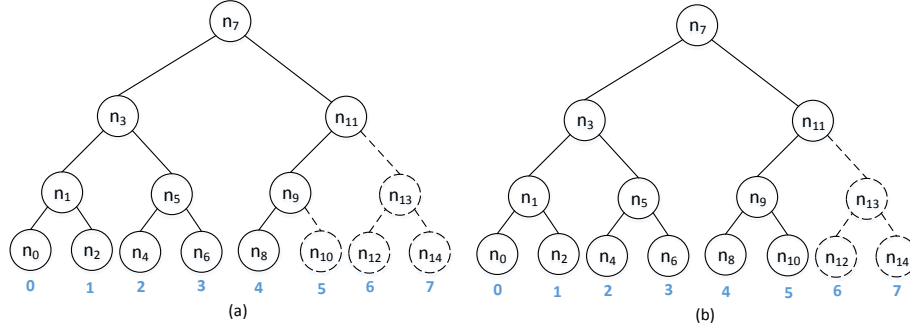 n7 n7
n3 n11 n3 n11
n1 n5 n9 n13 n1 n5 n9 n13
n0 n2 n4 n6 n8 n10 n12 n14 n0 n2 n4 n6 n8 n10 n12 n14
0 1 2 3 4 5 6 7 0 1 2 3 4 5 6 7
(a) (b)